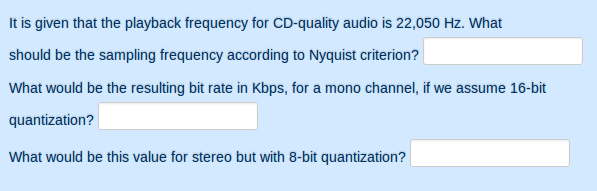 It is given that the playback frequency for CD-quality audio is 22,050 Hz. What
should be the sampling frequency according to Nyquist criterion?
What would be the resulting bit rate in Kbps, for a mono channel, if we assume 16-bit
quantization?
What would be this value for stereo but with 8-bit quantization?